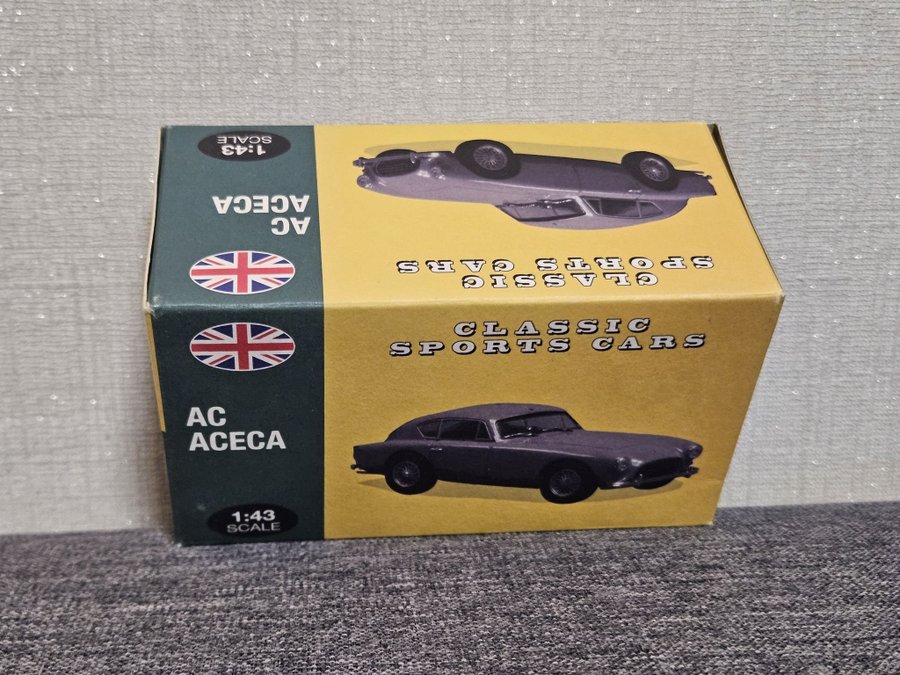 1:43
SCALE
AC
ACECA
CLASSIC
SPORTS CARS
CLASSIC
SPORTS CARS
AC
ACECA
1:43
SCALE